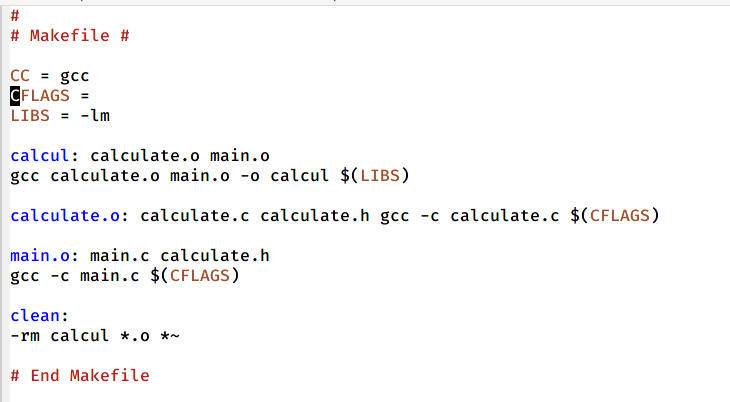 #
# Makefile #
CC = gcc
CFLAGS =
LIBS = -lm
calcul: calculate.o main.o
gcc calculate.o main.o -o calcul $(LIBS)
calculate.o: calculate.c calculate.h gcc -c calculate.c $(CFLAGS)
main.o: main.c calculate.h
gcc -c main.c $(CFLAGS)
clean:
-rm calcul *.o *~
# End Makefile